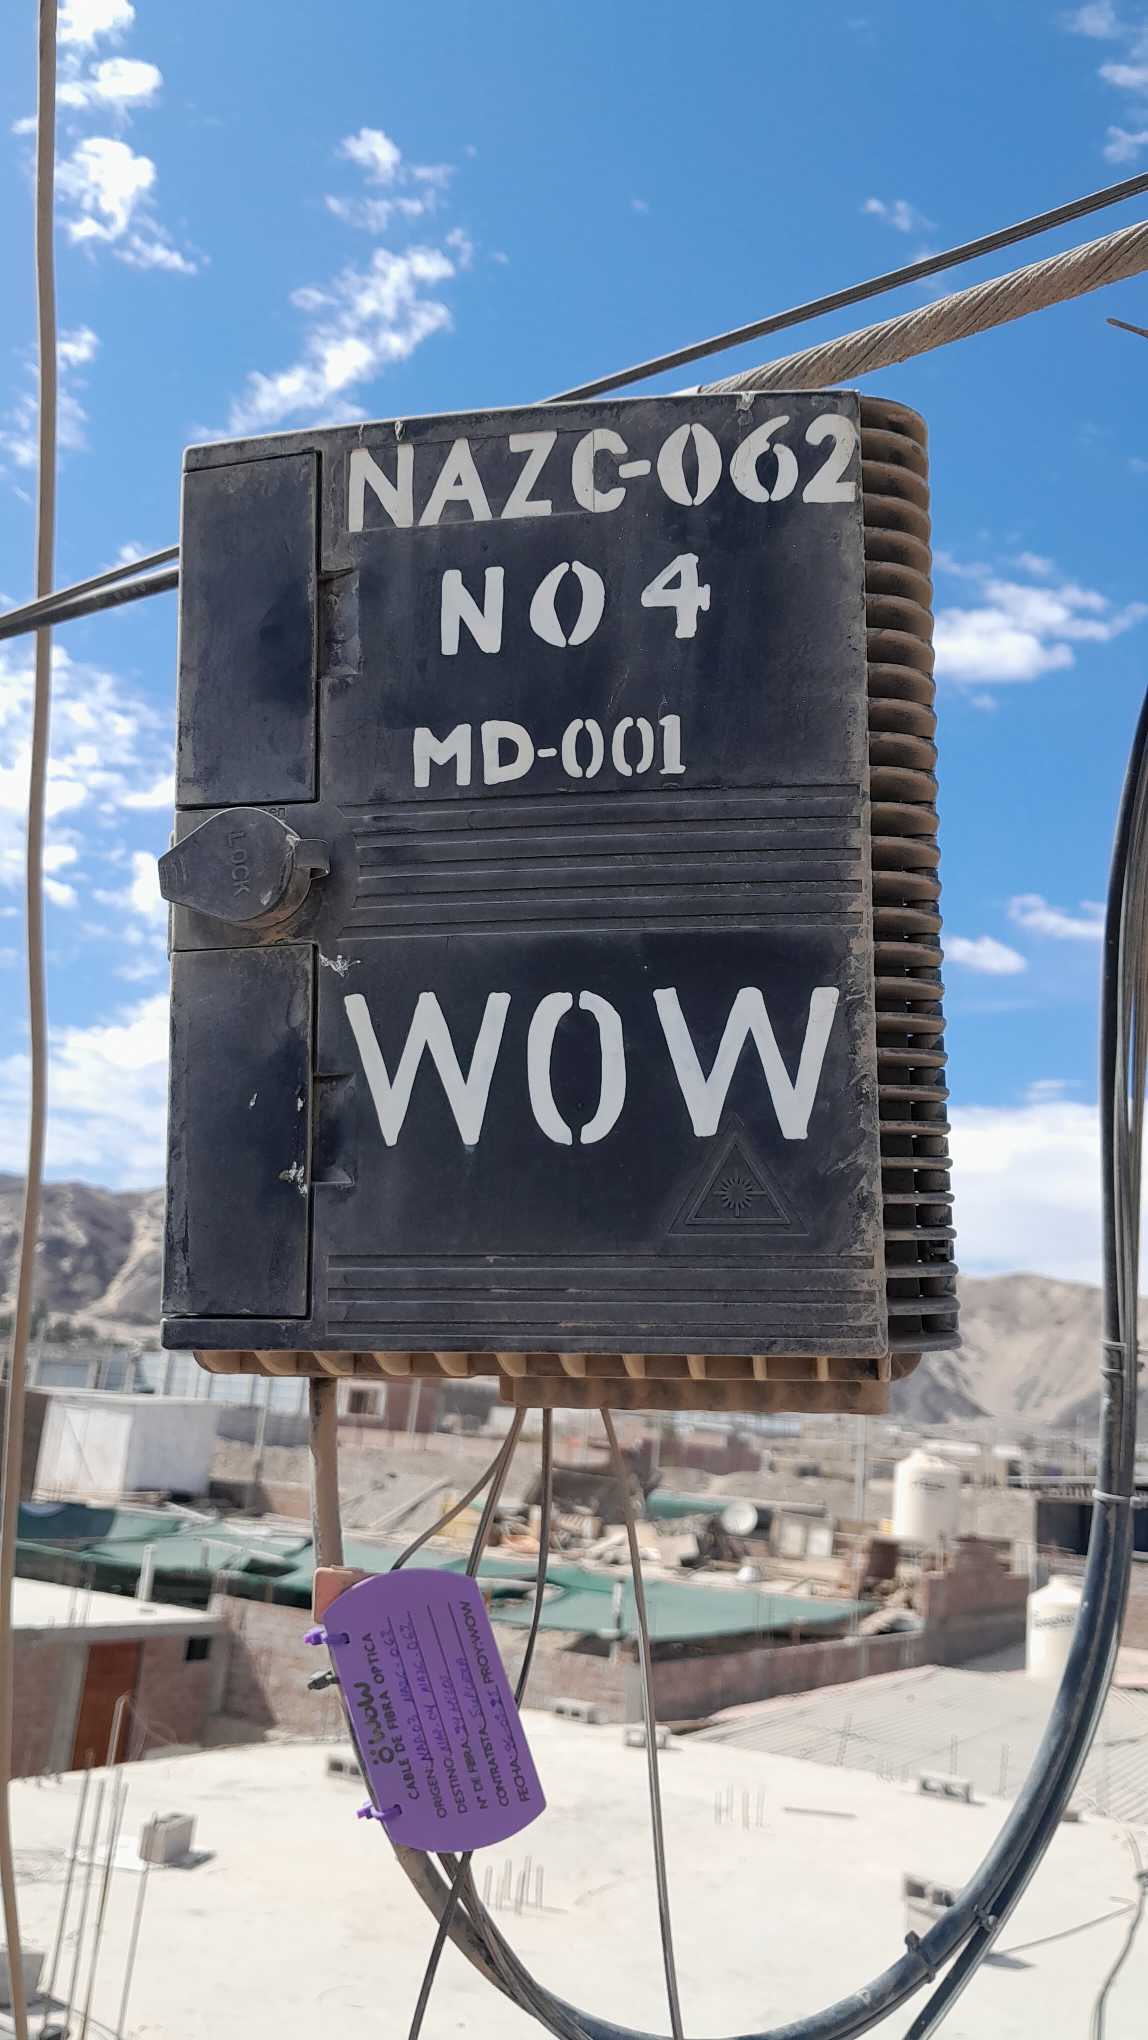 NAZC-062
NO 4
MD-001
LOCK
WOW
WOW
CABLE DE FIBRA OPTICA
ORIGEN:
DESTINO:
N° DE FIBRA:
CONTRATISTA: PROY:WOW
FECHA: